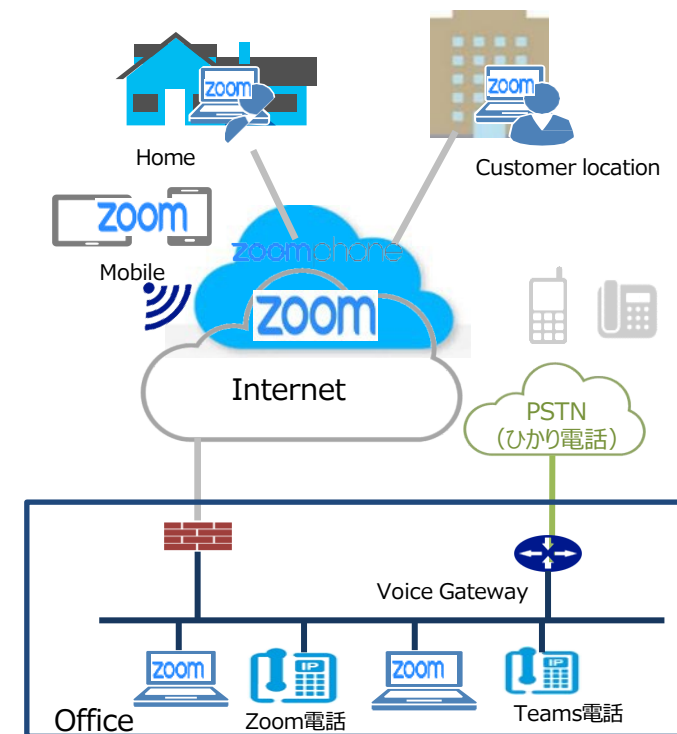 zoom
zoom
Home
Customer location
zoom
Mobile
zoomphone
zoom
Internet
PSTN
（ひかり電話）
Voice Gateway
zoom
IP
zoom
IP
Office
Zoom電話
Teams電話